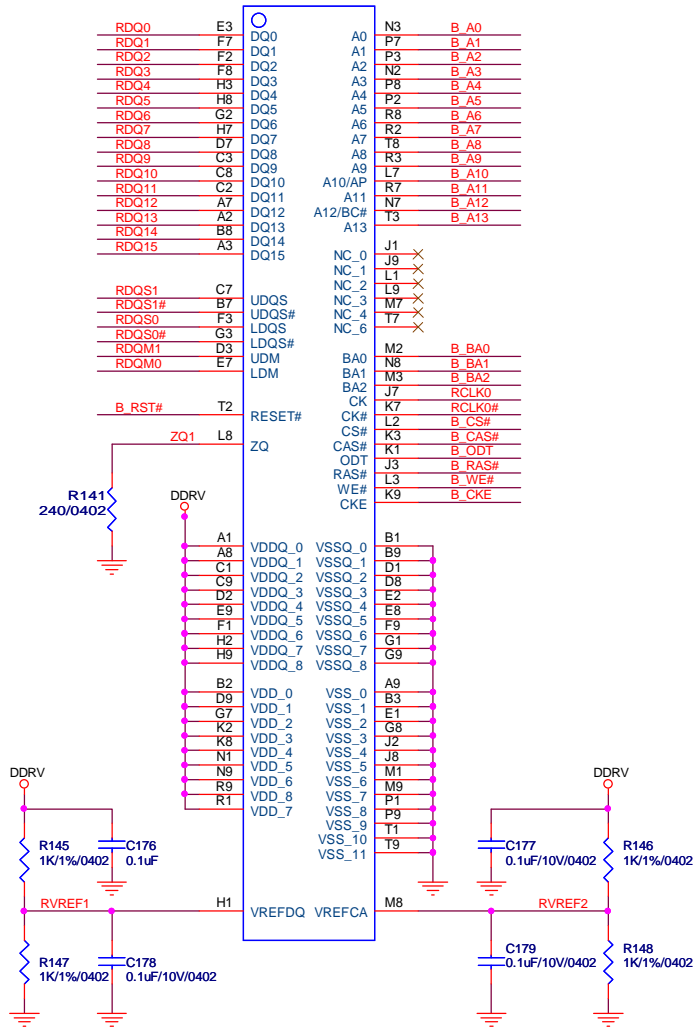 RDQ0 E3 DQ0 A0 N3 B_A0
RDQ1 F7 DQ1 A1 P7 B_A1
RDQ2 F2 DQ2 A2 P3 B_A2
RDQ3 F8 DQ3 A3 N2 B_A3
RDQ4 H3 DQ4 A4 P8 B_A4
RDQ5 H8 DQ5 A5 P2 B_A5
RDQ6 G2 DQ6 A6 R8 B_A6
RDQ7 H7 DQ7 A7 R2 B_A7
RDQ8 D7 DQ8 A8 T8 B_A8
RDQ9 C3 DQ9 A9 R3 B_A9
RDQ10 C8 DQ10 A10/AP L7 B_A10
RDQ11 C2 DQ11 A11 R7 B_A11
RDQ12 A7 DQ12 A12/BC# N7 B_A12
RDQ13 A2 DQ13 A13 T3 B_A13
RDQ14 B8 DQ14
RDQ15 A3 DQ15 NC_0 J1
NC_1 J9
NC_2 L1
RDQS1 C7 UDQS NC_3 L9
RDQS1# B7 UDQS# NC_4 M7
RDQS0 F3 LDQS NC_6 T7
RDQS0# G3 LDQS#
RDQM1 D3 UDM BA0 M2 B_BA0
RDQM0 E7 LDM BA1 N8 B_BA1
BA2 M3 B_BA2
CK J7 RCLK0
B_RST# T2 RESET# CK# K7 RCLK0#
CS# L2 B_CS#
ZQ1 L8 ZQ CAS# K3 B_CAS#
ODT K1 B_ODT
RAS# J3 B_RAS#
WE# L3 B_WE#
CKE K9 B_CKE
R141
240/0402
DDRV
A1 VDDQ_0 VSSQ_0 B1
A8 VDDQ_1 VSSQ_1 B9
C1 VDDQ_2 VSSQ_2 D1
C9 VDDQ_3 VSSQ_3 D8
D2 VDDQ_4 VSSQ_4 E2
E9 VDDQ_5 VSSQ_5 E8
F1 VDDQ_6 VSSQ_6 F9
H2 VDDQ_7 VSSQ_7 G1
H9 VDDQ_8 VSSQ_8 G9
B2 VDD_0 VSS_0 A9
D9 VDD_1 VSS_1 B3
G7 VDD_2 VSS_2 E1
K2 VDD_3 VSS_3 G8
K8 VDD_4 VSS_4 J2
N1 VDD_5 VSS_5 J8
N9 VDD_6 VSS_6 M1
R9 VDD_8 VSS_7 M9
R1 VDD_7 VSS_8 P1
VSS_9 P9
VSS_10 T1
VSS_11 T9
DDRV
R145
1K/1%/0402
C176
0.1uF
RVREF1 H1 VREFDQ VREFCA M8 RVREF2
R147
1K/1%/0402
C178
0.1uF/10V/0402
DDRV
C177
0.1uF/10V/0402
R146
1K/1%/0402
C179
0.1uF/10V/0402
R148
1K/1%/0402